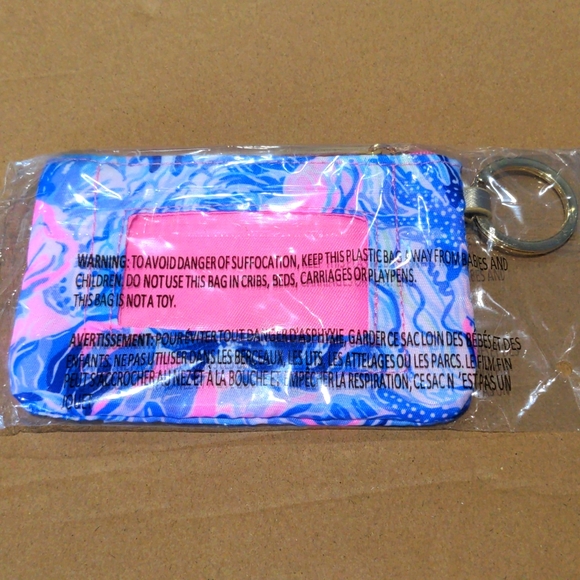 WARNING: TO AVOID DANGER OF SUFFOCATION, KEEP THIS PLASTIC BAG AWAY FROM BABIES AND
CHILDREN. DO NOT USE THIS BAG IN CRIBS, BEDS, CARRIAGES OR PLAYPENS.
THIS BAG IS NOT A TOY.
AVERTISSEMENT: POUR ÉVITER TOUT DANGER D'ASPHYXIE, GARDER CE SAC LOIN DES BÉBÉS ET DES
ENFANTS. NE PAS UTILISER DANS LES BERCEAUX, LES LITS, LES ATTELAGES OU LES PARCS. LE FILM FIN
PEUT S'ACCROCHER AU NEZ ET À LA BOUCHE ET EMPÊCHER LA RESPIRATION, CE SAC N'EST PAS UN
JOUET